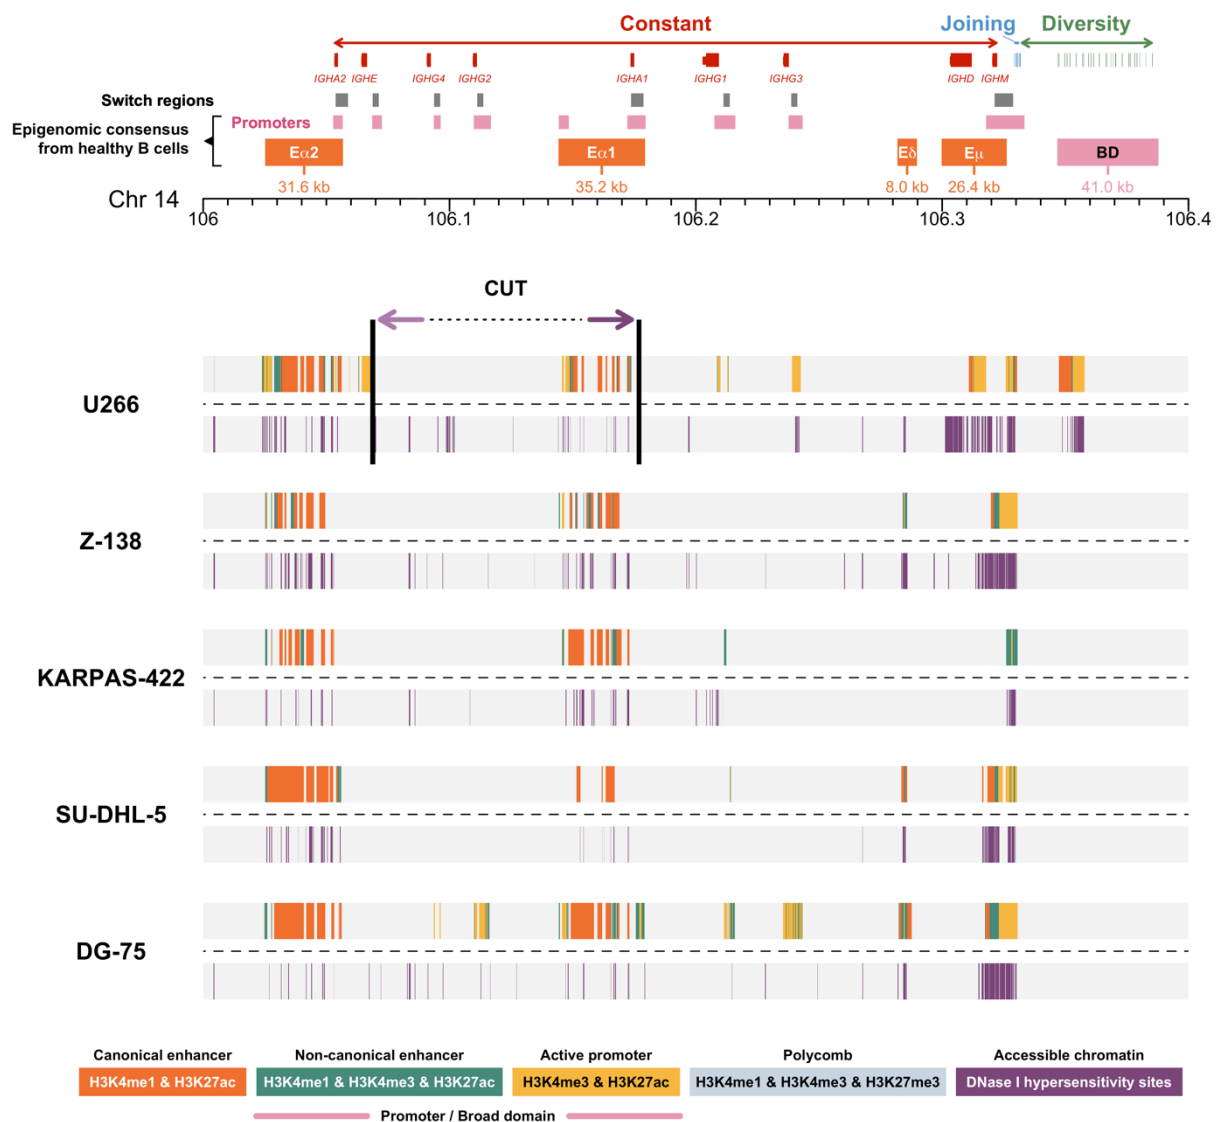 Constant
Joining
Diversity
IGHA2
IGHE
IGHG4
IGHG2
IGHA1
IGHG1
IGHG3
IGHD
IGHM
Switch regions
Epigenomic consensus
from healthy B cells
Promoters
Eα2
Eα1
Eδ
Eµ
BD
31.6 kb
35.2 kb
8.0 kb
26.4 kb
41.0 kb
Chr 14
106
106.1
106.2
106.3
106.4
CUT
U266
Z-138
KARPAS-422
SU-DHL-5
DG-75
Canonical enhancer
Non-canonical enhancer
Active promoter
Polycomb
Accessible chromatin
H3K4me1 & H3K27ac
H3K4me1 & H3K4me3 & H3K27ac
H3K4me3 & H3K27ac
H3K4me1 & H3K4me3 & H3K27me3
DNase I hypersensitivity sites
Promoter / Broad domain